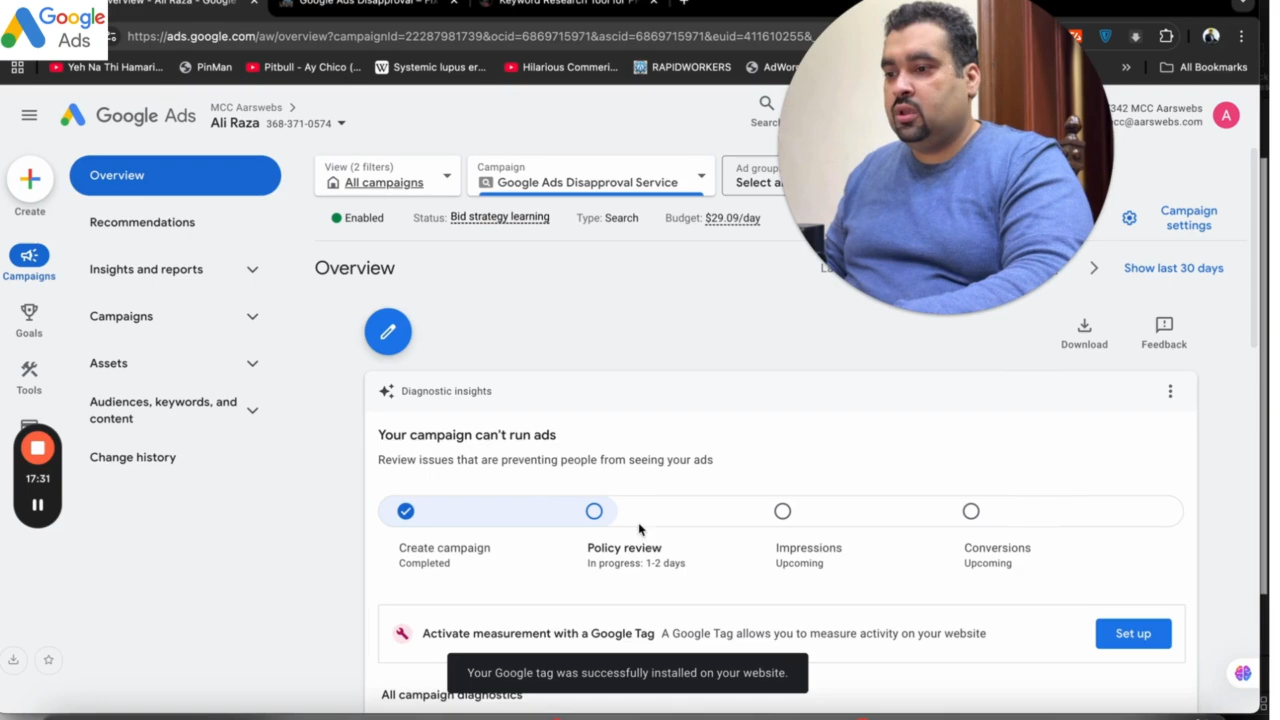 Google Ads
Overview - Ali Raza - Google
Google Ads Disapproval – Fix
Keyword Research Tool for P
https://ads.google.com/aw/overview?campaignId=22287981739&ocid=6869715971&ascid=6869715971&euid=411610255&
Yeh Na Thi Hamari...
PinMan
Pitbull - Ay Chico (...
Systemic lupus er...
Hilarious Commeri...
RAPIDWORKERS
AdWor
All Bookmarks
Google Ads
MCC Aarswebs
Ali Raza 368-371-0574
Search
342 MCC Aarswebs
mcc@aarswebs.com
A
Create
Campaigns
Goals
Tools
17:31
Overview
Recommendations
Insights and reports
Campaigns
Assets
Audiences, keywords, and
content
Change history
View (2 filters)
All campaigns
Campaign
Google Ads Disapproval Service
Ad group
Select a
Enabled
Status: Bid strategy learning
Type: Search
Budget: $29.09/day
Campaign
settings
Overview
Show last 30 days
Download
Feedback
Diagnostic insights
Your campaign can't run ads
Review issues that are preventing people from seeing your ads
Create campaign
Completed
Policy review
In progress: 1-2 days
Impressions
Upcoming
Conversions
Upcoming
Activate measurement with a Google Tag A Google Tag allows you to measure activity on your website
Set up
Your Google tag was successfully installed on your website.
All campaign diagnostics